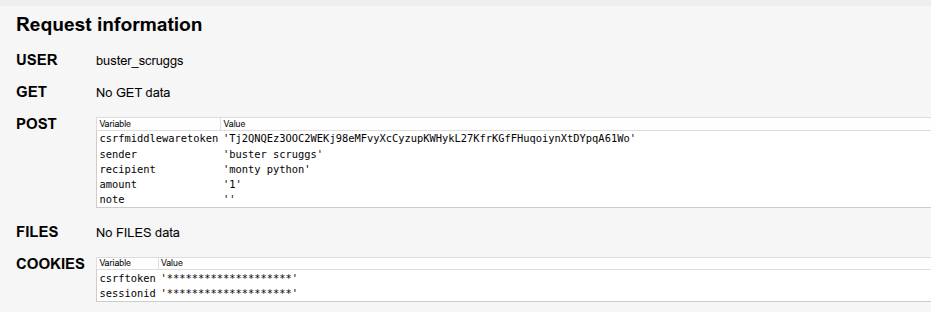 Request information
USER buster_scruggs
GET No GET data
POST Variable Value
csrfmiddlewaretoken 'Tj2QNQEz3OOC2WEKj98eMFvyXcCyzupKWHykL27KfrKGfFHuqoiynXtDYpqA61Wo'
sender 'buster scruggs'
recipient 'monty python'
amount '1'
note ''
FILES No FILES data
COOKIES Variable Value
csrftoken '********************'
sessionid '********************'